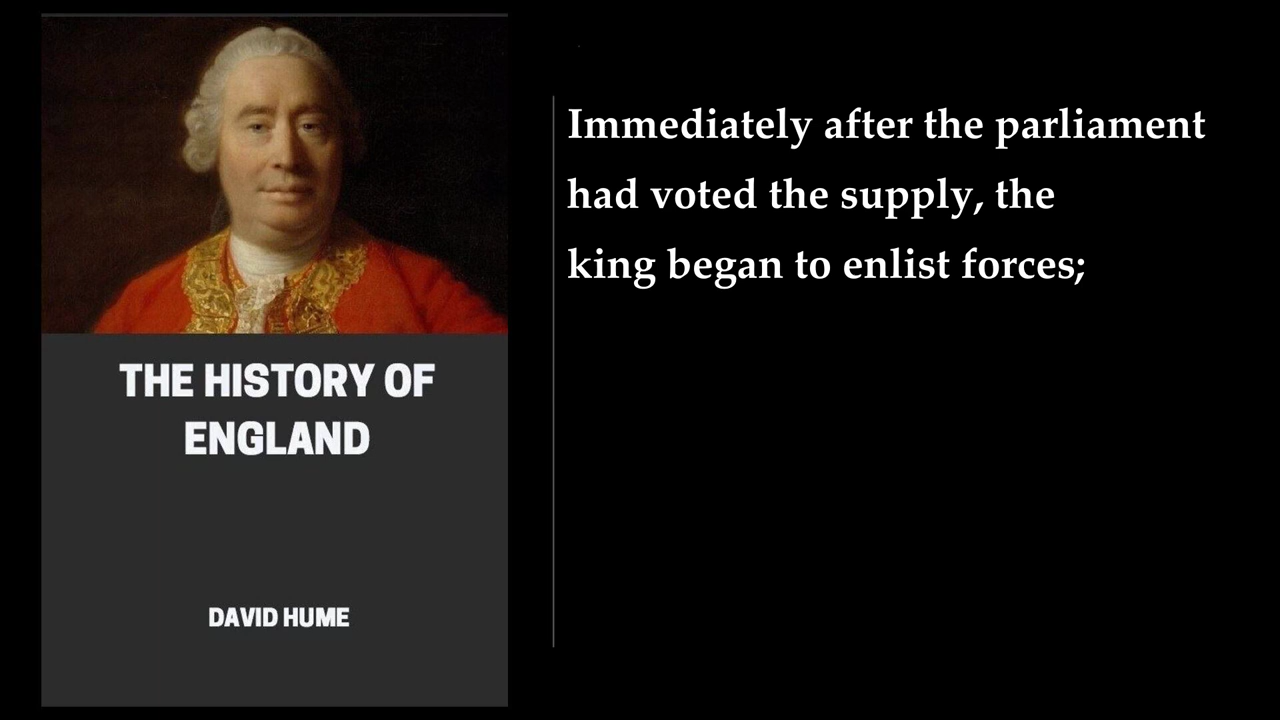 THE HISTORY OF
ENGLAND
DAVID HUME
Immediately after the parliament
had voted the supply, the
king began to enlist forces;